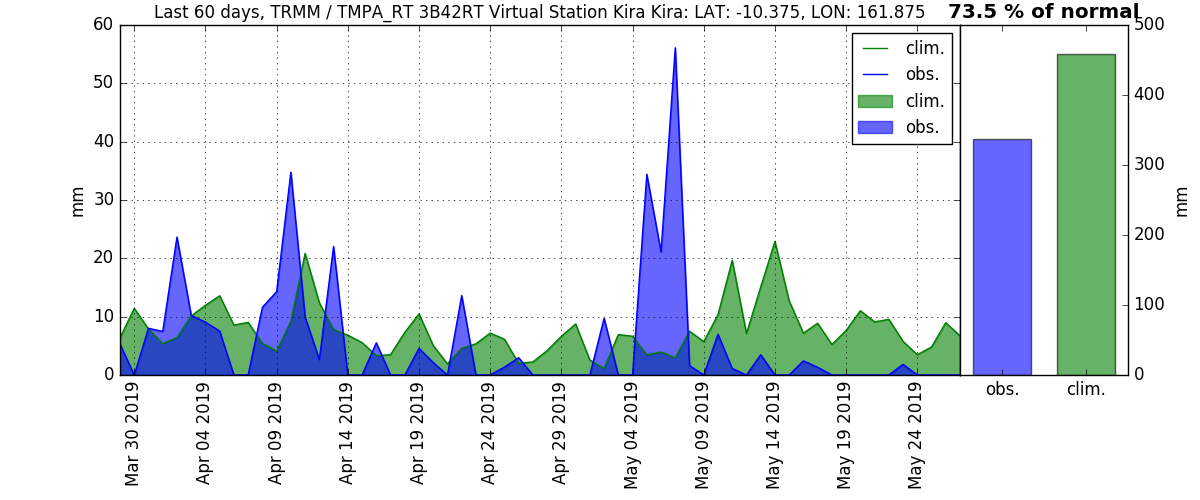 Last 60 days, TRMM / TMPA_RT 3B42RT Virtual Station Kira Kira: LAT: -10.375, LON: 161.875
73.5 % of normal
60
50
40
30
20
10
0
mm
clim.
obs.
clim.
obs.
Mar 30 2019
Apr 04 2019
Apr 09 2019
Apr 14 2019
Apr 19 2019
Apr 24 2019
Apr 29 2019
May 04 2019
May 09 2019
May 14 2019
May 19 2019
May 24 2019
500
400
300
200
100
0
mm
obs.
clim.